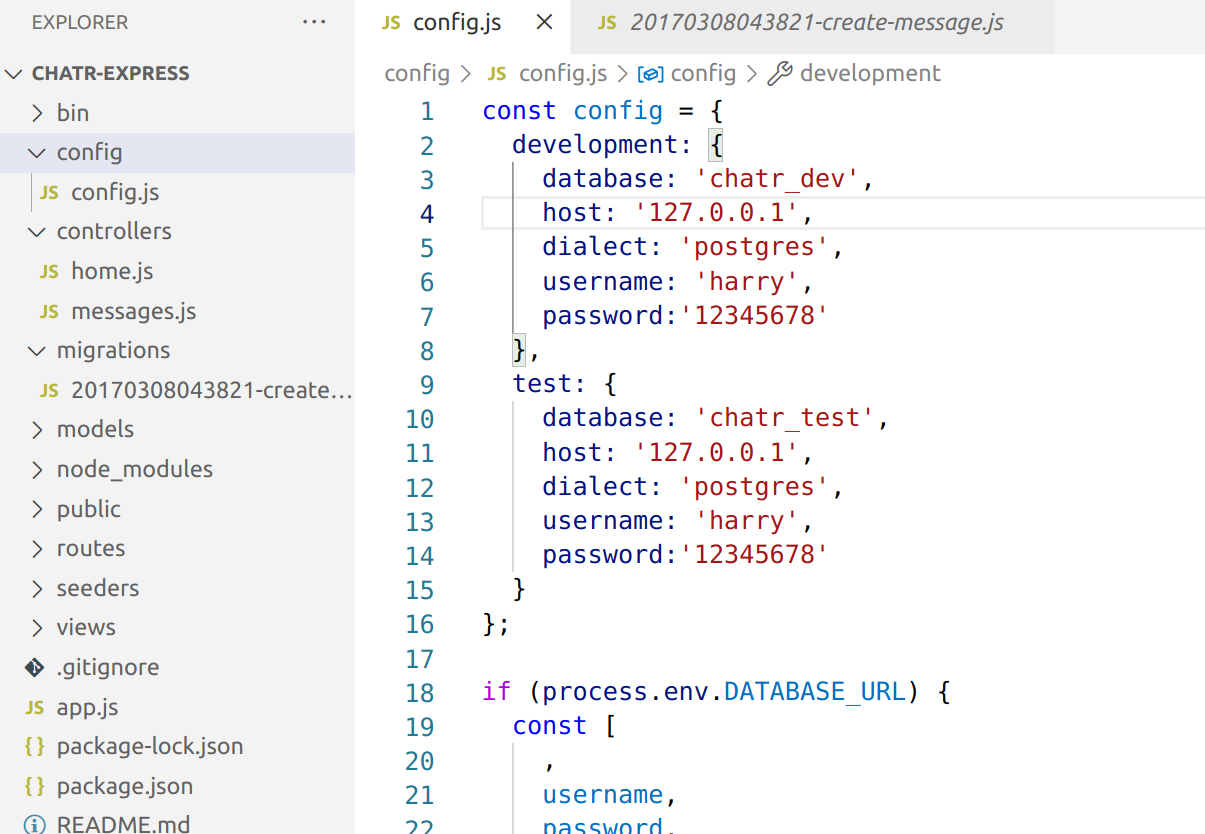 EXPLORER
CHATR-EXPRESS
bin
config
config.js
controllers
home.js
messages.js
migrations
20170308043821-create...
models
node_modules
public
routes
seeders
views
.gitignore
app.js
package-lock.json
package.json
README.md
JS config.js
JS 20170308043821-create-message.js
config > JS config.js > config > development
1 const config = {
2 development: {
3 database: 'chatr_dev',
4 host: '127.0.0.1',
5 dialect: 'postgres',
6 username: 'harry',
7 password:'12345678'
8 },
9 test: {
10 database: 'chatr_test',
11 host: '127.0.0.1',
12 dialect: 'postgres',
13 username: 'harry',
14 password:'12345678'
15 }
16 };
17
18 if (process.env.DATABASE_URL) {
19 const [
20 ,
21 username,
22 password,